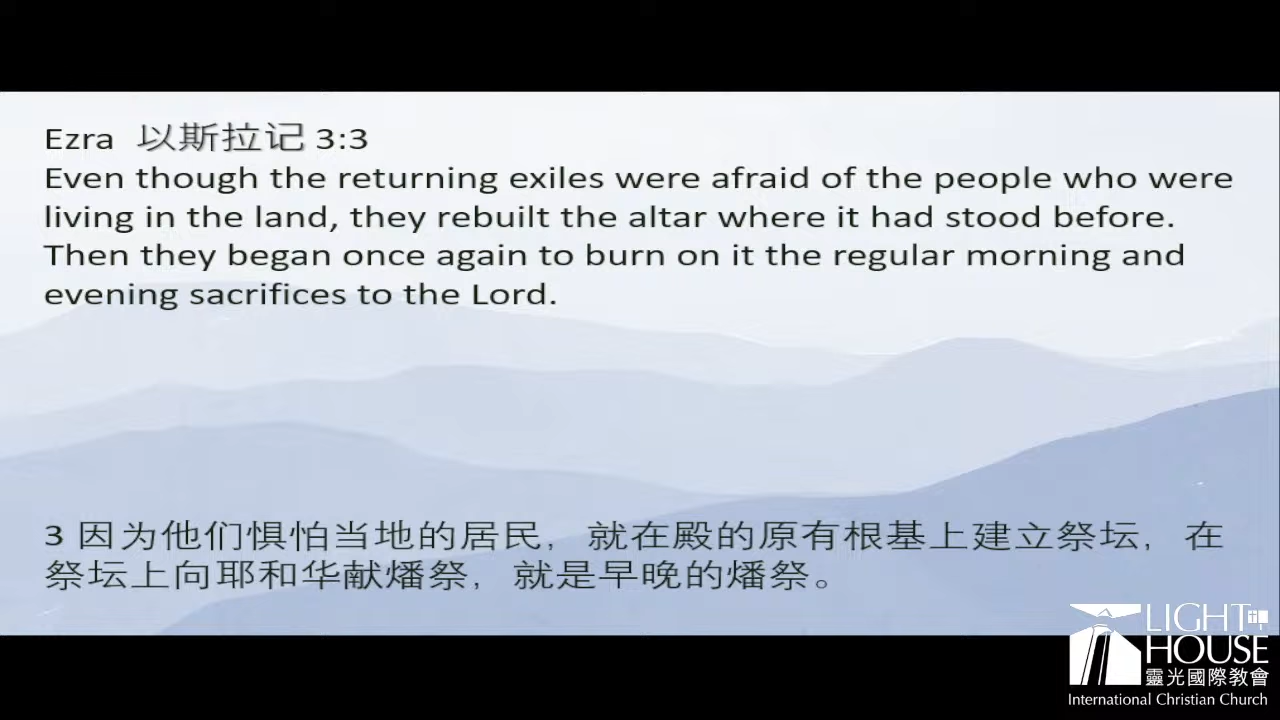 Ezra 以斯拉记 3:3
Even though the returning exiles were afraid of the people who were
living in the land, they rebuilt the altar where it had stood before.
Then they began once again to burn on it the regular morning and
evening sacrifices to the Lord.
3 因为他们惧怕当地的居民，就在殿的原有根基上建立祭坛，在
祭坛上向耶和华献燔祭，就是早晚的燔祭。
LIGHT
HOUSE
靈光國際教會
International Christian Church